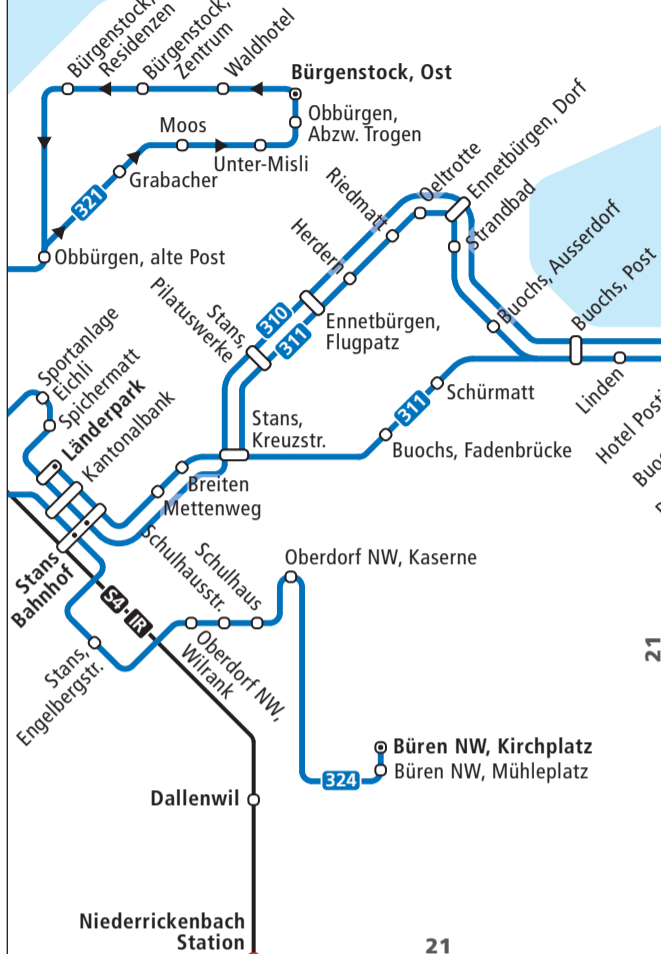 Bürgenstock,
Residenzen
Bürgenstock,
Zentrum
Waldhotel
Bürgenstock, Ost
Obbürgen,
Abzw. Trogen
Moos
Unter-Misli
Grabacher
321
Obbürgen, alte Post
Riedmatt
Oeltrotte
Ennetbürgen, Dorf
Strandbad
Herdern
Buochs, Ausserdorf
Buochs, Post
Stans,
Pilatuswerke
310
311
Ennetbürgen,
Flugpatz
Sportanlage
Eichli
Spichermatt
Länderpark
Kantonalbank
Stans,
Kreuzstr.
311
Schürmatt
Linden
Buochs, Fadenbrücke
Breiten
Mettenweg
Stans
Bahnhof
Schulhausstr.
Schulhaus
Oberdorf NW, Kaserne
S4
IR
Stans,
Engelbergstr.
Oberdorf NW,
Wilrank
21
Büren NW, Kirchplatz
Büren NW, Mühleplatz
324
Dallenwil
Niederrickenbach
Station
21